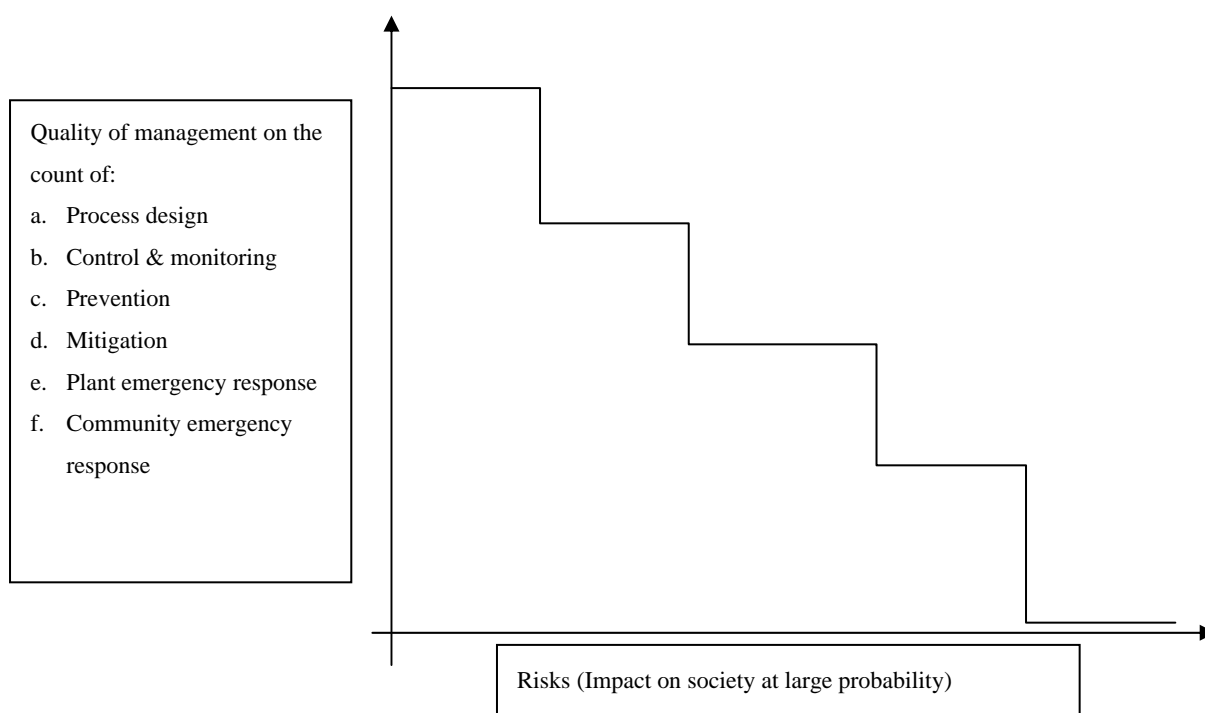 Quality of management on the
count of:
a. Process design
b. Control & monitoring
c. Prevention
d. Mitigation
e. Plant emergency response
f. Community emergency
response
Risks (Impact on society at large probability)